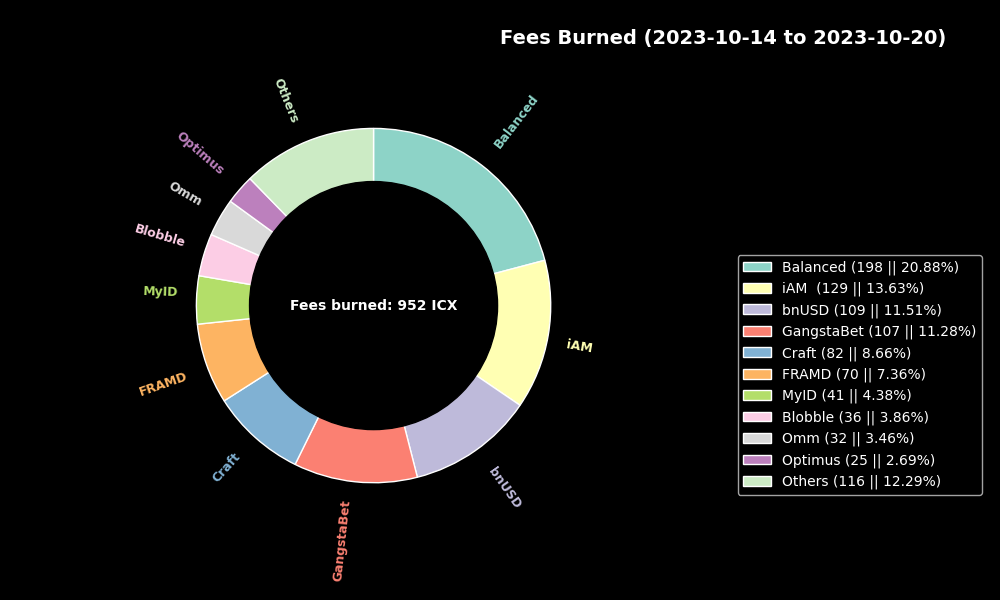 Fees Burned (2023-10-14 to 2023-10-20)
Others
Balanced
Optimus
Omm
Blobble
MyID
Fees burned: 952 ICX
iAM
FRAMD
Craft
bnUSD
GangstaBet
Balanced (198 || 20.88%)
iAM  (129 || 13.63%)
bnUSD (109 || 11.51%)
GangstaBet (107 || 11.28%)
Craft (82 || 8.66%)
FRAMD (70 || 7.36%)
MyID (41 || 4.38%)
Blobble (36 || 3.86%)
Omm (32 || 3.46%)
Optimus (25 || 2.69%)
Others (116 || 12.29%)